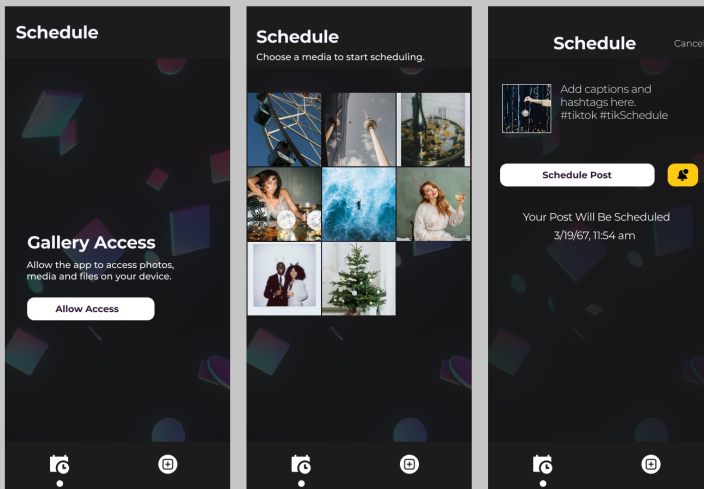 Schedule
Gallery Access
Allow the app to access photos,
media and files on your device.
Allow Access
Schedule
Choose a media to start scheduling.
Schedule
Cancel
Add captions and
hashtags here.
#tiktok #tikSchedule
Schedule Post
Your Post Will Be Scheduled
3/19/67, 11:54 am